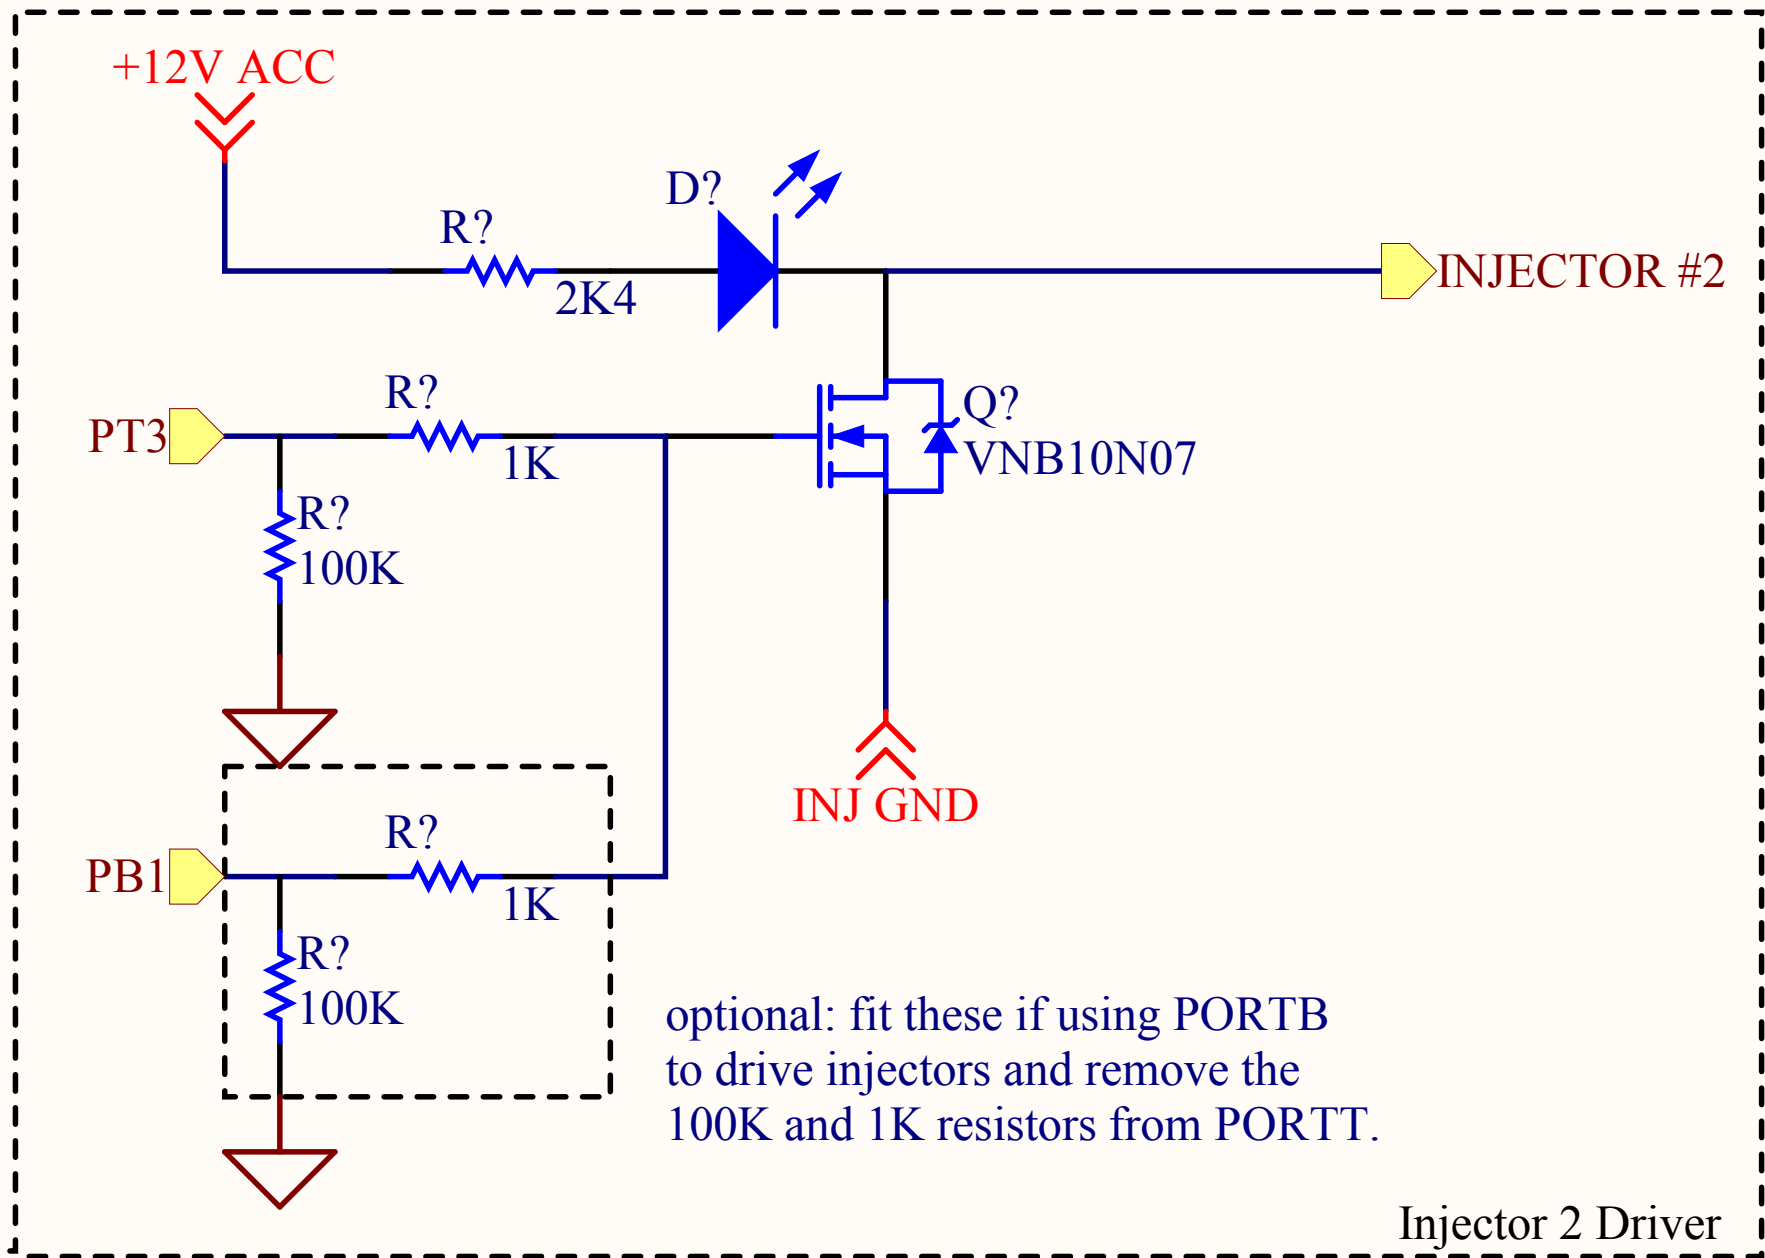 +12V ACC
D?
R?
2K4
INJECTOR #2
R?
PT3
1K
Q?
VNB10N07
R?
100K
INJ GND
R?
PB1
1K
R?
100K
optional: fit these if using PORTB
to drive injectors and remove the
100K and 1K resistors from PORTT.
Injector 2 Driver